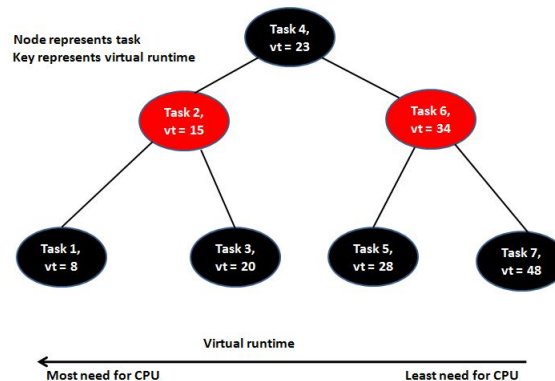 Node represents task
Key represents virtual runtime
Task 4,
vt = 23
Task 2,
vt = 15
Task 6,
vt = 34
Task 1,
vt = 8
Task 3,
vt = 20
Task 5,
vt = 28
Task 7,
vt = 48
Virtual runtime
Most need for CPU
Least need for CPU